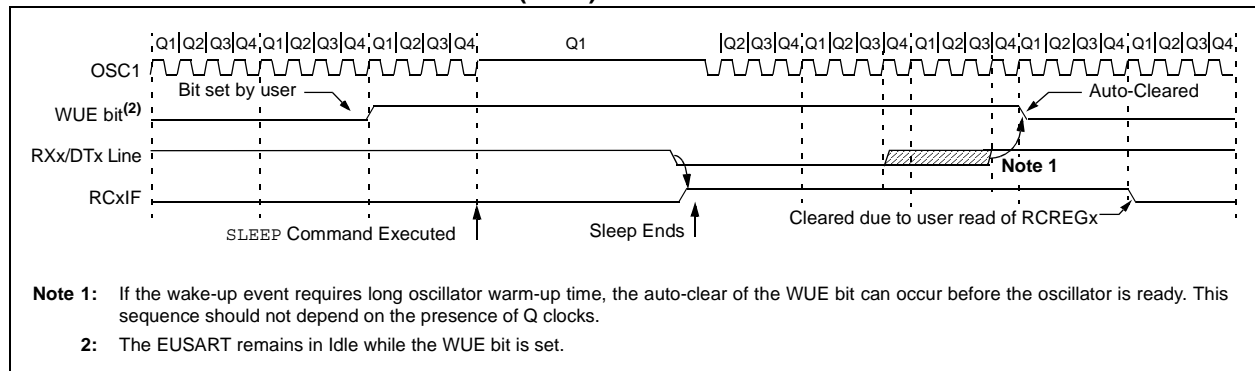 Q1 Q2 Q3 Q4 Q1 Q2 Q3 Q4 Q1 Q2 Q3 Q4 Q1 Q2 Q3 Q4 Q1 Q2 Q3 Q4 Q1 Q2 Q3 Q4 Q1 Q2 Q3 Q4 Q1 Q2 Q3 Q4
OSC1
Bit set by user
Auto-Cleared
WUE bit(2)
RXx/DTx Line
Note 1
RCxIF
Cleared due to user read of RCREGx
SLEEP Command Executed
Sleep Ends
Note 1: If the wake-up event requires long oscillator warm-up time, the auto-clear of the WUE bit can occur before the oscillator is ready. This
sequence should not depend on the presence of Q clocks.
2: The EUSART remains in Idle while the WUE bit is set.